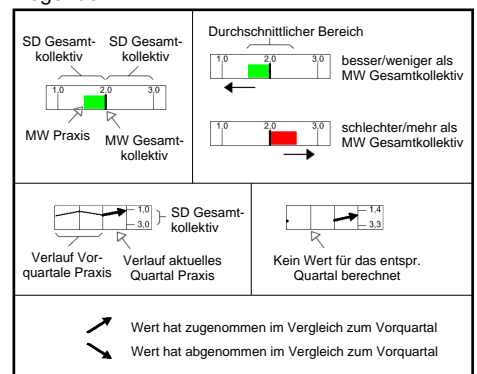 SD Gesamt-
kollektiv
SD Gesamt-
kollektiv
1,0 2,0 3,0
MW Praxis
MW Gesamt-
kollektiv
Durchschnittlicher Bereich
1,0 2,0 3,0
besser/weniger als
MW Gesamtkollektiv
1,0 2,0 3,0
schlechter/mehr als
MW Gesamtkollektiv
1,0
3,0
SD Gesamt-
kollektiv
Verlauf Vor-
quartale Praxis
Verlauf aktuelles
Quartal Praxis
1,4
3,3
Kein Wert für das entspr.
Quartal berechnet
Wert hat zugenommen im Vergleich zum Vorquartal
Wert hat abgenommen im Vergleich zum Vorquartal